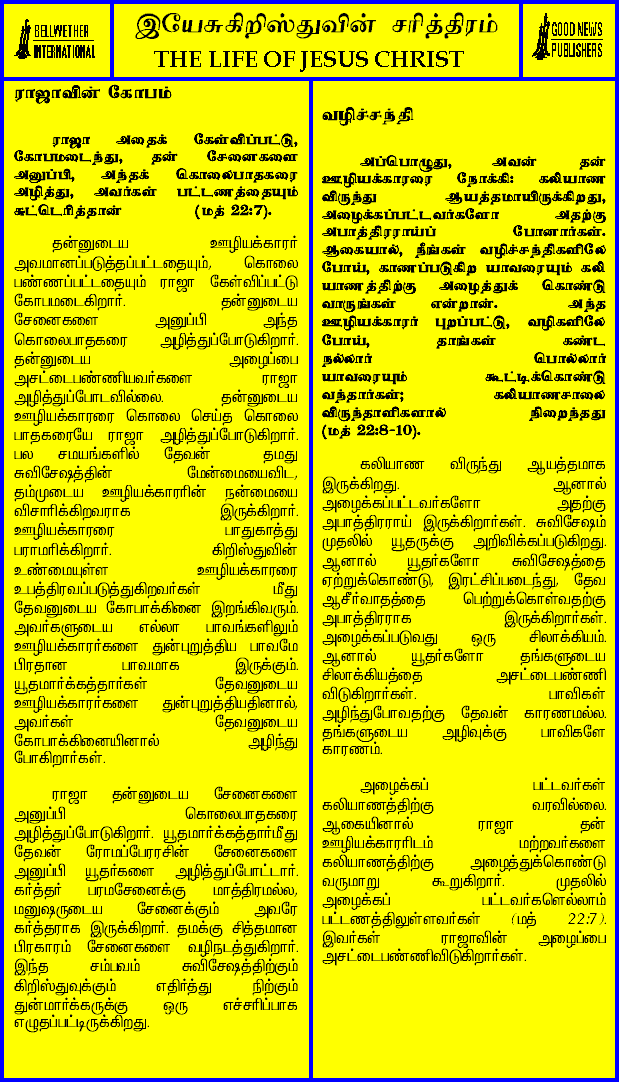 BELLWETHER
INTERNATIONAL
இயேசுகிறிஸ்துவின் சரித்திரம்
THE LIFE OF JESUS CHRIST
GOOD NEWS
PUBLISHERS
ராஜாவின் கோபம்
ராஜா அதைக் கேள்விப்பட்டு,
கோபமடைந்து, தன் சேனைகளை
அனுப்பி, அந்தக் கொலைபாதகரை
அழித்து, அவர்கள் பட்டணத்தையும்
சுட்டெரித்தான் (மத் 22:7).
தன்னுடைய ஊழியக்காரர்
அவமானப்படுத்தப்பட்டதையும், கொலை
பண்ணப்பட்டதையும் ராஜா கேள்விப்பட்டு
கோபமடைகிறார். தன்னுடைய
சேனைகளை அனுப்பி அந்த
கொலைபாதகரை அழித்துப்போடுகிறார்.
தன்னுடைய அழைப்பை
அசட்டைபண்ணியவர்களை ராஜா
அழித்துப்போடவில்லை. தன்னுடைய
ஊழியக்காரரை கொலை செய்த கொலை
பாதகரையே ராஜா அழித்துப்போடுகிறார்.
பல சமயங்களில் தேவன் தமது
சுவிசேஷத்தின் மேன்மையைவிட,
தம்முடைய ஊழியக்காரரின் நன்மையை
விசாரிக்கிறவராக இருக்கிறார்.
ஊழியக்காரரை பாதுகாத்து
பராமரிக்கிறார். கிறிஸ்துவின்
உண்மையுள்ள ஊழியக்காரரை
உபத்திரவப்படுத்துகிறவர்கள் மீது
தேவனுடைய கோபாக்கினை இறங்கிவரும்.
அவர்களுடைய எல்லா பாவங்களிலும்
ஊழியக்காரர்களை துன்புறுத்திய பாவமே
பிரதான பாவமாக இருக்கும்.
யூதமார்க்கத்தார்கள் தேவனுடைய
ஊழியக்காரர்களை துன்புறுத்தியதினால்,
அவர்கள் தேவனுடைய
கோபாக்கினையினால் அழிந்து
போகிறார்கள்.
ராஜா தன்னுடைய சேனைகளை
அனுப்பி கொலைபாதகரை
அழித்துப்போடுகிறார். யூதமார்க்கத்தார்மீது
தேவன் ரோமப்பேரரசின் சேனைகளை
அனுப்பி யூதர்களை அழித்துப்போட்டார்.
கர்த்தர் பரமசேனைக்கு மாத்திரமல்ல,
மனுஷருடைய சேனைக்கும் அவரே
கர்த்தராக இருக்கிறார். தமக்கு சித்தமான
பிரகாரம் சேனைகளை வழிநடத்துகிறார்.
இந்த சம்பவம் சுவிசேஷத்திற்கும்
கிறிஸ்துவுக்கும் எதிர்த்து நிற்கும்
துன்மார்க்கருக்கு ஒரு எச்சரிப்பாக
எழுதப்பட்டிருக்கிறது.
வழிச்சந்தி
அப்பொழுது, அவன் தன்
ஊழியக்காரரை நோக்கி: கலியாண
விருந்து ஆயத்தமாயிருக்கிறது,
அழைக்கப்பட்டவர்களோ அதற்கு
அபாத்திரராய்ப் போனார்கள்.
ஆகையால், நீங்கள் வழிச்சந்திகளிலே
போய், காணப்படுகிற யாவரையும் கலி
யாணத்திற்கு அழைத்துக் கொண்டு
வாருங்கள் என்றான். அந்த
ஊழியக்காரர் புறப்பட்டு, வழிகளிலே
போய், தாங்கள் கண்ட
நல்லார் பொல்லார்
யாவரையும் கூட்டிக்கொண்டு
வந்தார்கள்; கலியாணசாலை
விருந்தாளிகளால் நிறைந்தது
(மத் 22:8-10).
கலியாண விருந்து ஆயத்தமாக
இருக்கிறது. ஆனால்
அழைக்கப்பட்டவர்களோ அதற்கு
அபாத்திரராய் இருக்கிறார்கள். சுவிசேஷம்
முதலில் யூதருக்கு அறிவிக்கப்படுகிறது.
ஆனால் யூதர்களோ சுவிசேஷத்தை
ஏற்றுக்கொண்டு, இரட்சிப்படைந்து, தேவ
ஆசீர்வாதத்தை பெற்றுக்கொள்வதற்கு
அபாத்திரராக இருக்கிறார்கள்.
அழைக்கப்படுவது ஒரு சிலாக்கியம்.
ஆனால் யூதர்களோ தங்களுடைய
சிலாக்கியத்தை அசட்டைபண்ணி
விடுகிறார்கள். பாவிகள்
அழிந்துபோவதற்கு தேவன் காரணமல்ல.
தங்களுடைய அழிவுக்கு பாவிகளே
காரணம்.
அழைக்கப் பட்டவர்கள்
கலியாணத்திற்கு வரவில்லை.
ஆகையினால் ராஜா தன்
ஊழியக்காரரிடம் மற்றவர்களை
கலியாணத்திற்கு அழைத்துக்கொண்டு
வருமாறு கூறுகிறார். முதலில்
அழைக்கப் பட்டவர்களெல்லாம்
பட்டணத்திலுள்ளவர்கள் (மத் 22:7).
இவர்கள் ராஜாவின் அழைப்பை
அசட்டைபண்ணிவிடுகிறார்கள்.